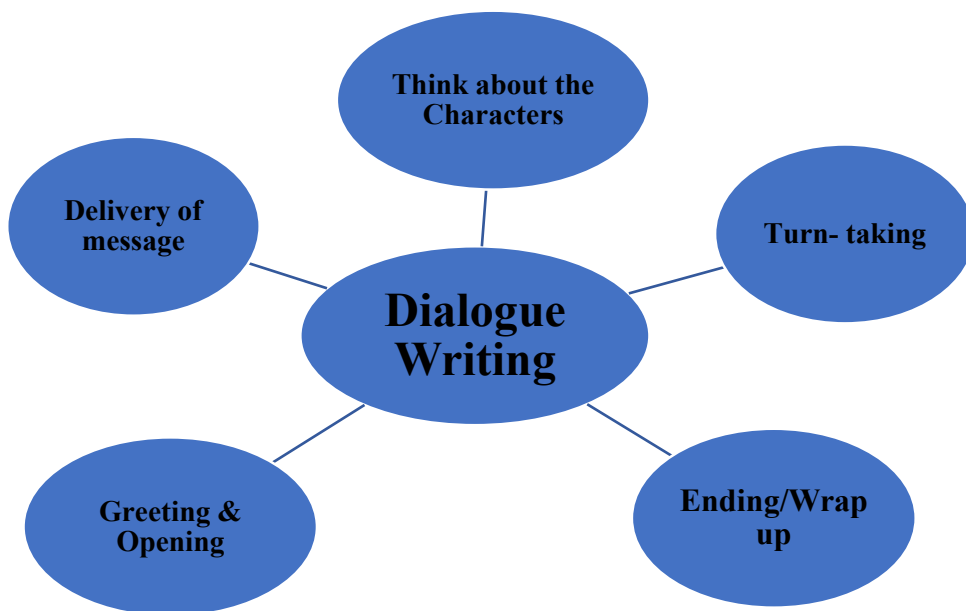 Think about the
Characters
Delivery of
message
Turn- taking
Dialogue
Writing
Greeting &
Opening
Ending/Wrap
up